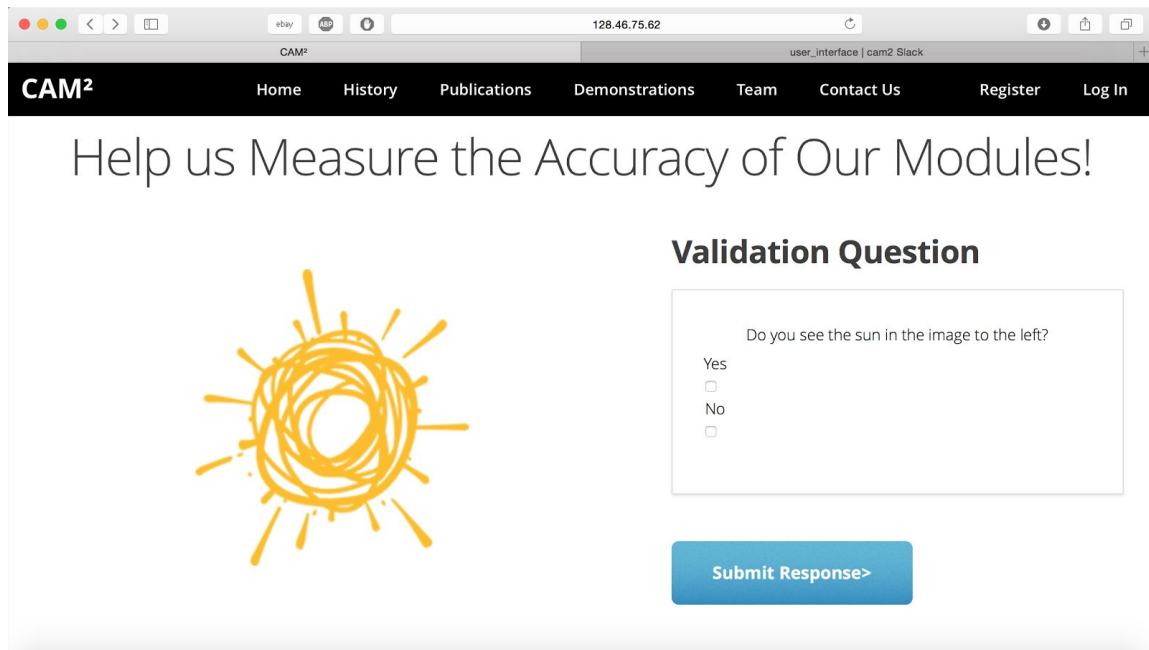 ebay
ABP
128.46.75.62
CAM²
user_interface | cam2 Slack
CAM²
Home
History
Publications
Demonstrations
Team
Contact Us
Register
Log In
Help us Measure the Accuracy of Our Modules!
Validation Question
Do you see the sun in the image to the left?
Yes
No
Submit Response>